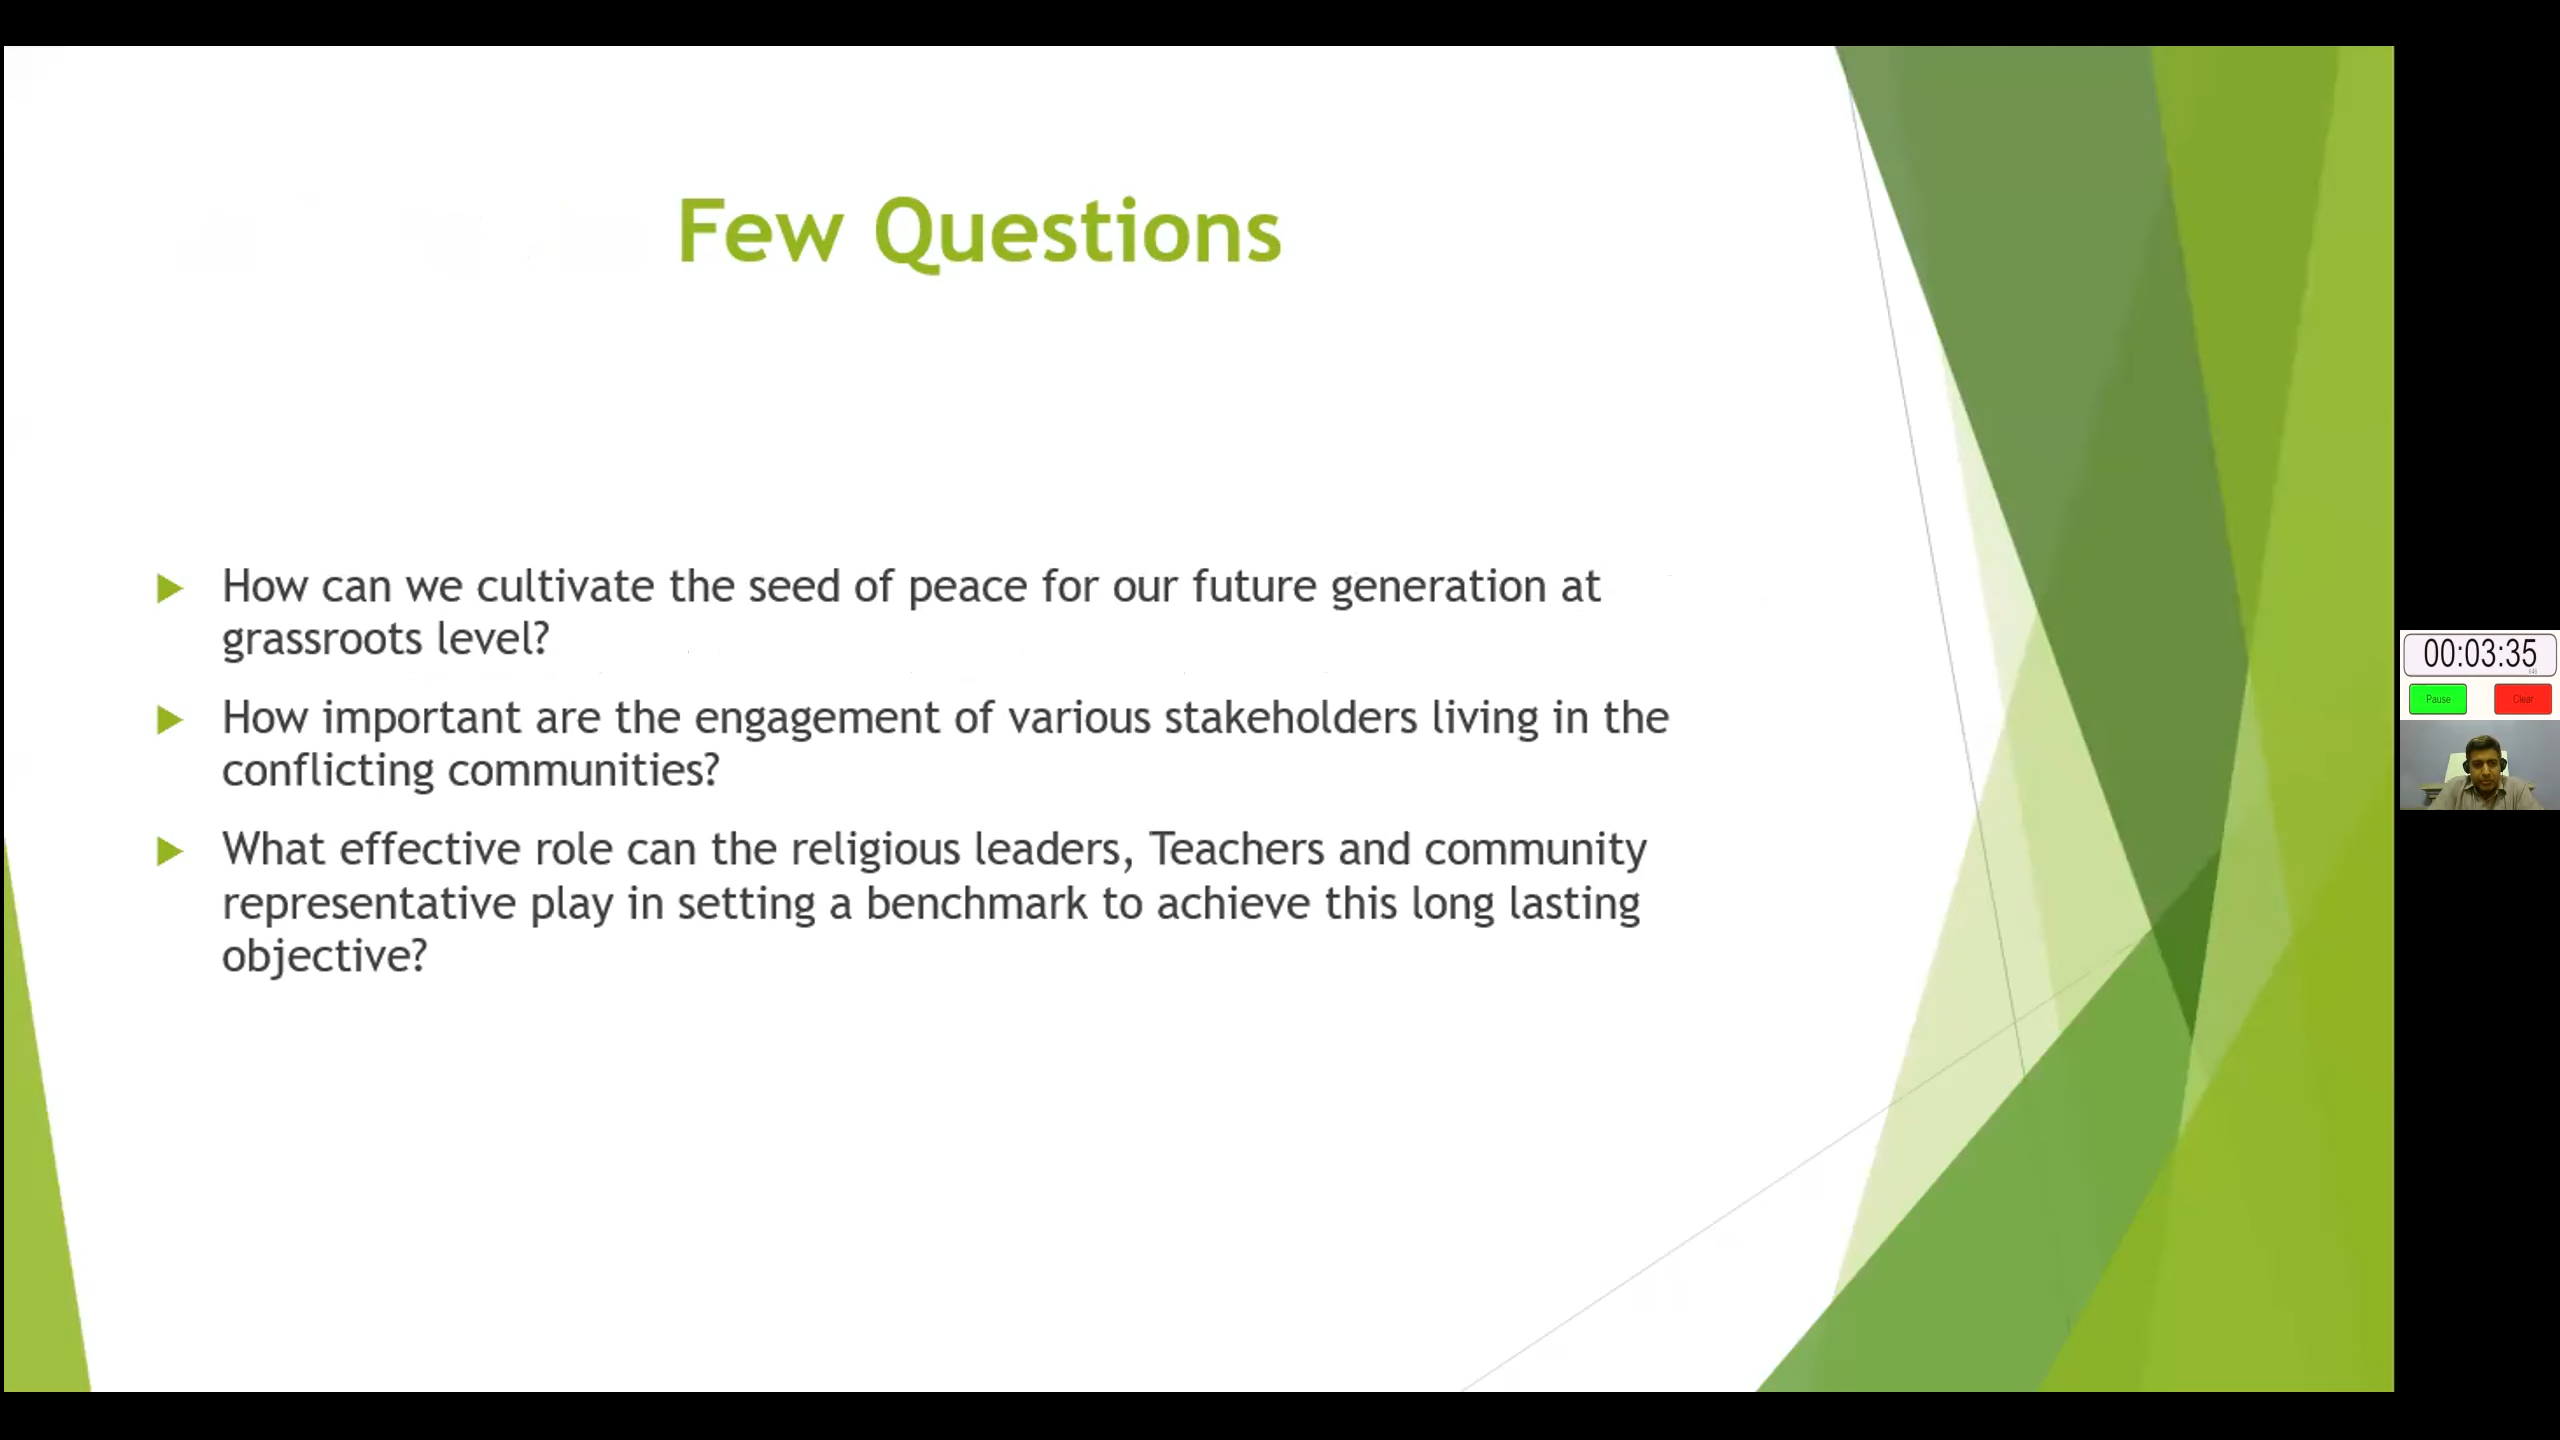 Few Questions
How can we cultivate the seed of peace for our future generation at
grassroots level?
How important are the engagement of various stakeholders living in the
conflicting communities?
What effective role can the religious leaders, Teachers and community
representative play in setting a benchmark to achieve this long lasting
objective?
00:03:35
Pause
Clear